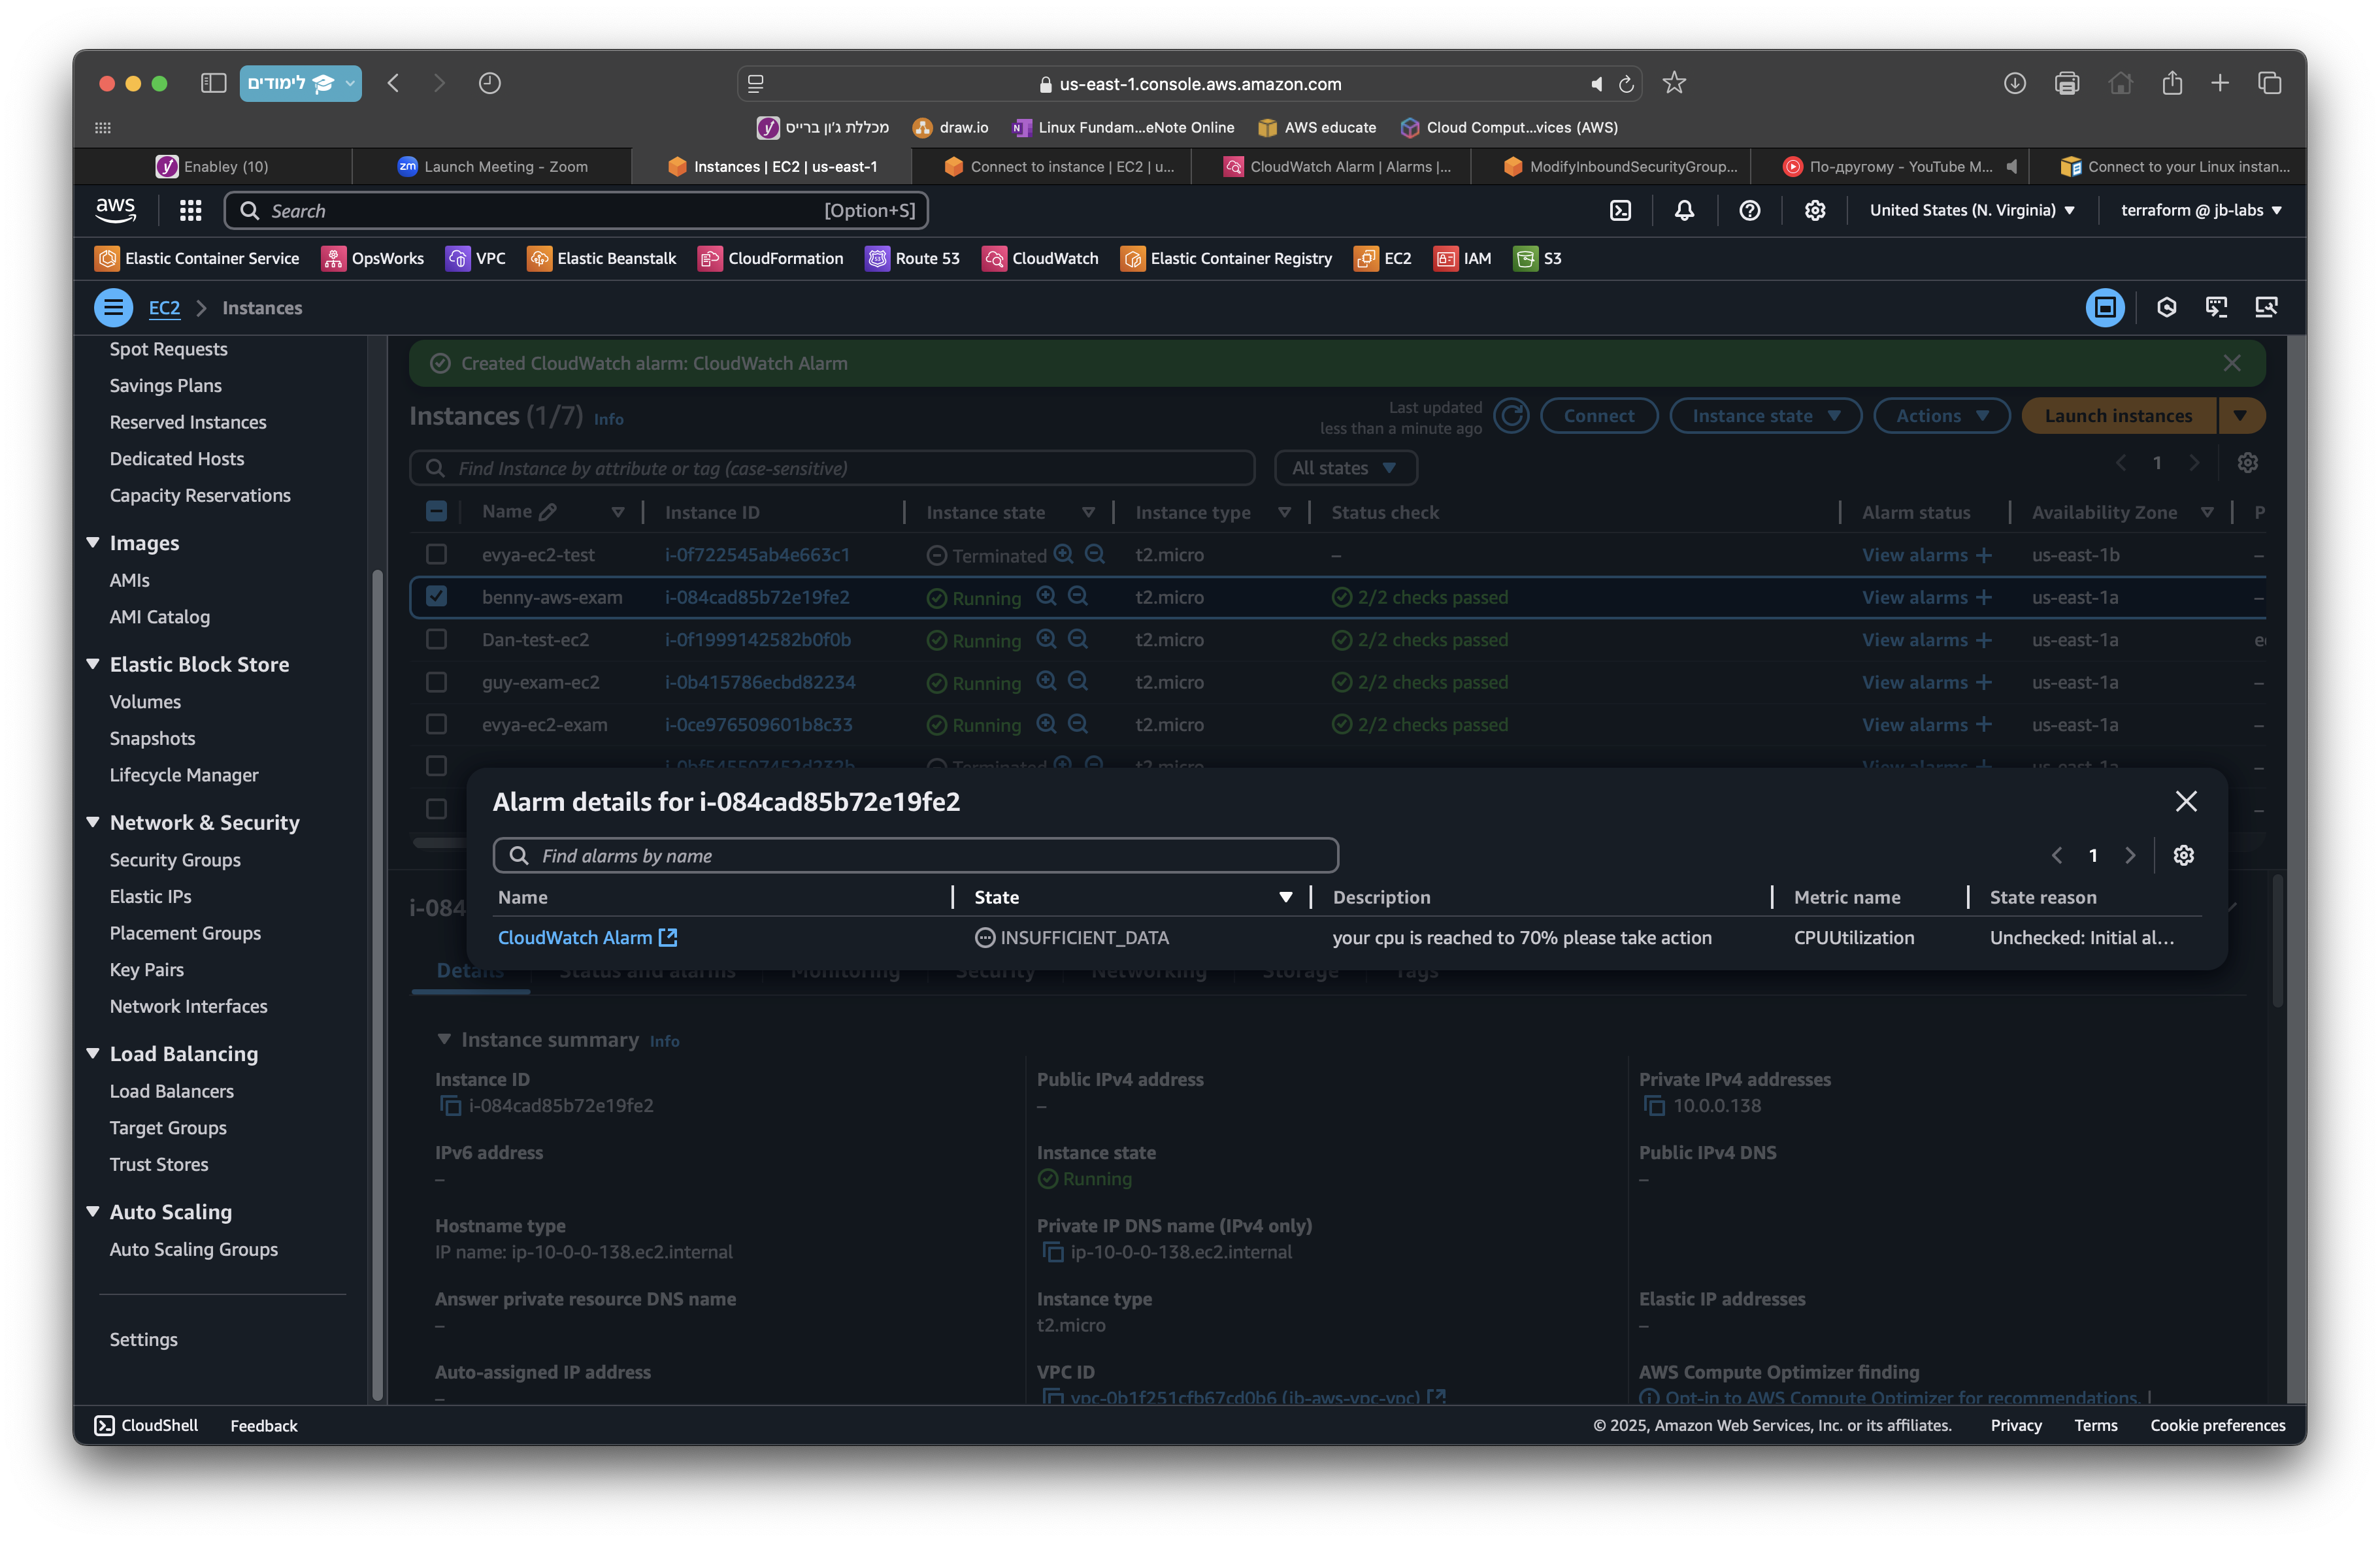 לימודים
us-east-1.console.aws.amazon.com
מכללת ג'ון ברייס
draw.io
Linux Fundam...eNote Online
AWS educate
Cloud Comput...vices (AWS)
Enabley (10)
Launch Meeting - Zoom
Instances | EC2 | us-east-1
Connect to instance | EC2 | u...
CloudWatch Alarm | Alarms |...
ModifyInboundSecurityGroup...
По-другому - YouTube M...
Connect to your Linux instan...
aws
Search
[Option+S]
United States (N. Virginia)
terraform @ jb-labs
Elastic Container Service
OpsWorks
VPC
Elastic Beanstalk
CloudFormation
Route 53
CloudWatch
Elastic Container Registry
EC2
IAM
S3
EC2
Instances
Spot Requests
Savings Plans
Reserved Instances
Dedicated Hosts
Capacity Reservations
Images
AMIs
AMI Catalog
Elastic Block Store
Volumes
Snapshots
Lifecycle Manager
Network & Security
Security Groups
Elastic IPs
Placement Groups
Key Pairs
Network Interfaces
Load Balancing
Load Balancers
Target Groups
Trust Stores
Auto Scaling
Auto Scaling Groups
Settings
Created CloudWatch alarm: CloudWatch Alarm
Instances (1/7) Info
Last updated
less than a minute ago
Connect
Instance state
Actions
Launch instances
Find Instance by attribute or tag (case-sensitive)
All states
1
Name Instance ID Instance state Instance type Status check Alarm status Availability Zone P
evya-ec2-test i-0f722545ab4e663c1 Terminated t2.micro – View alarms + us-east-1b –
benny-aws-exam i-084cad85b72e19fe2 Running t2.micro 2/2 checks passed View alarms + us-east-1a –
Dan-test-ec2 i-0f1999142582b0f0b Running t2.micro 2/2 checks passed View alarms + us-east-1a e
guy-exam-ec2 i-0b415786ecbd82234 Running t2.micro 2/2 checks passed View alarms + us-east-1a –
evya-ec2-exam i-0ce976509601b8c33 Running t2.micro 2/2 checks passed View alarms + us-east-1a –
Terminated t2.micro View alarms + us-east-1a –
Alarm details for i-084cad85b72e19fe2
Find alarms by name
1
Name State Description Metric name State reason
CloudWatch Alarm INSUFFICIENT_DATA your cpu is reached to 70% please take action CPUUtilization Unchecked: Initial al...
i-084
Details Status and alarms Monitoring Security Networking Storage Tags
Instance summary Info
Instance ID
i-084cad85b72e19fe2
Public IPv4 address
–
Private IPv4 addresses
10.0.0.138
IPv6 address
–
Instance state
Running
Public IPv4 DNS
–
Hostname type
IP name: ip-10-0-0-138.ec2.internal
Private IP DNS name (IPv4 only)
ip-10-0-0-138.ec2.internal
Answer private resource DNS name
–
Instance type
t2.micro
Elastic IP addresses
–
Auto-assigned IP address
–
VPC ID
vpc-0b1f251cfb67cd0b6 (jb-aws-vpc-vpc)
AWS Compute Optimizer finding
Opt-in to AWS Compute Optimizer for recommendations. |
CloudShell
Feedback
© 2025, Amazon Web Services, Inc. or its affiliates.
Privacy
Terms
Cookie preferences